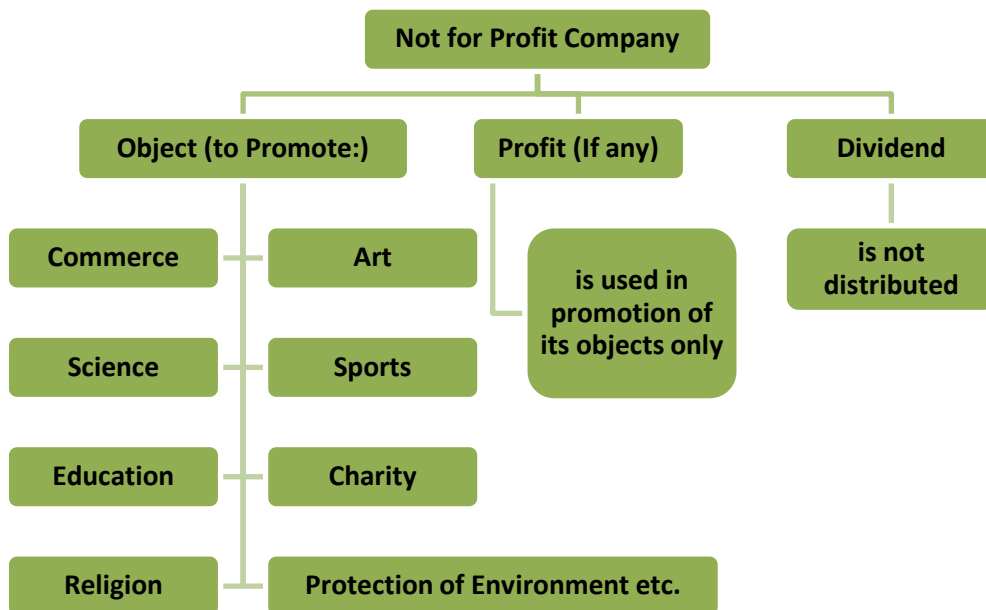 Not for Profit Company
Object (to Promote:)
Profit (If any)
Dividend
Commerce
Art
is used in
promotion of
its objects only
is not
distributed
Science
Sports
Education
Charity
Religion
Protection of Environment etc.